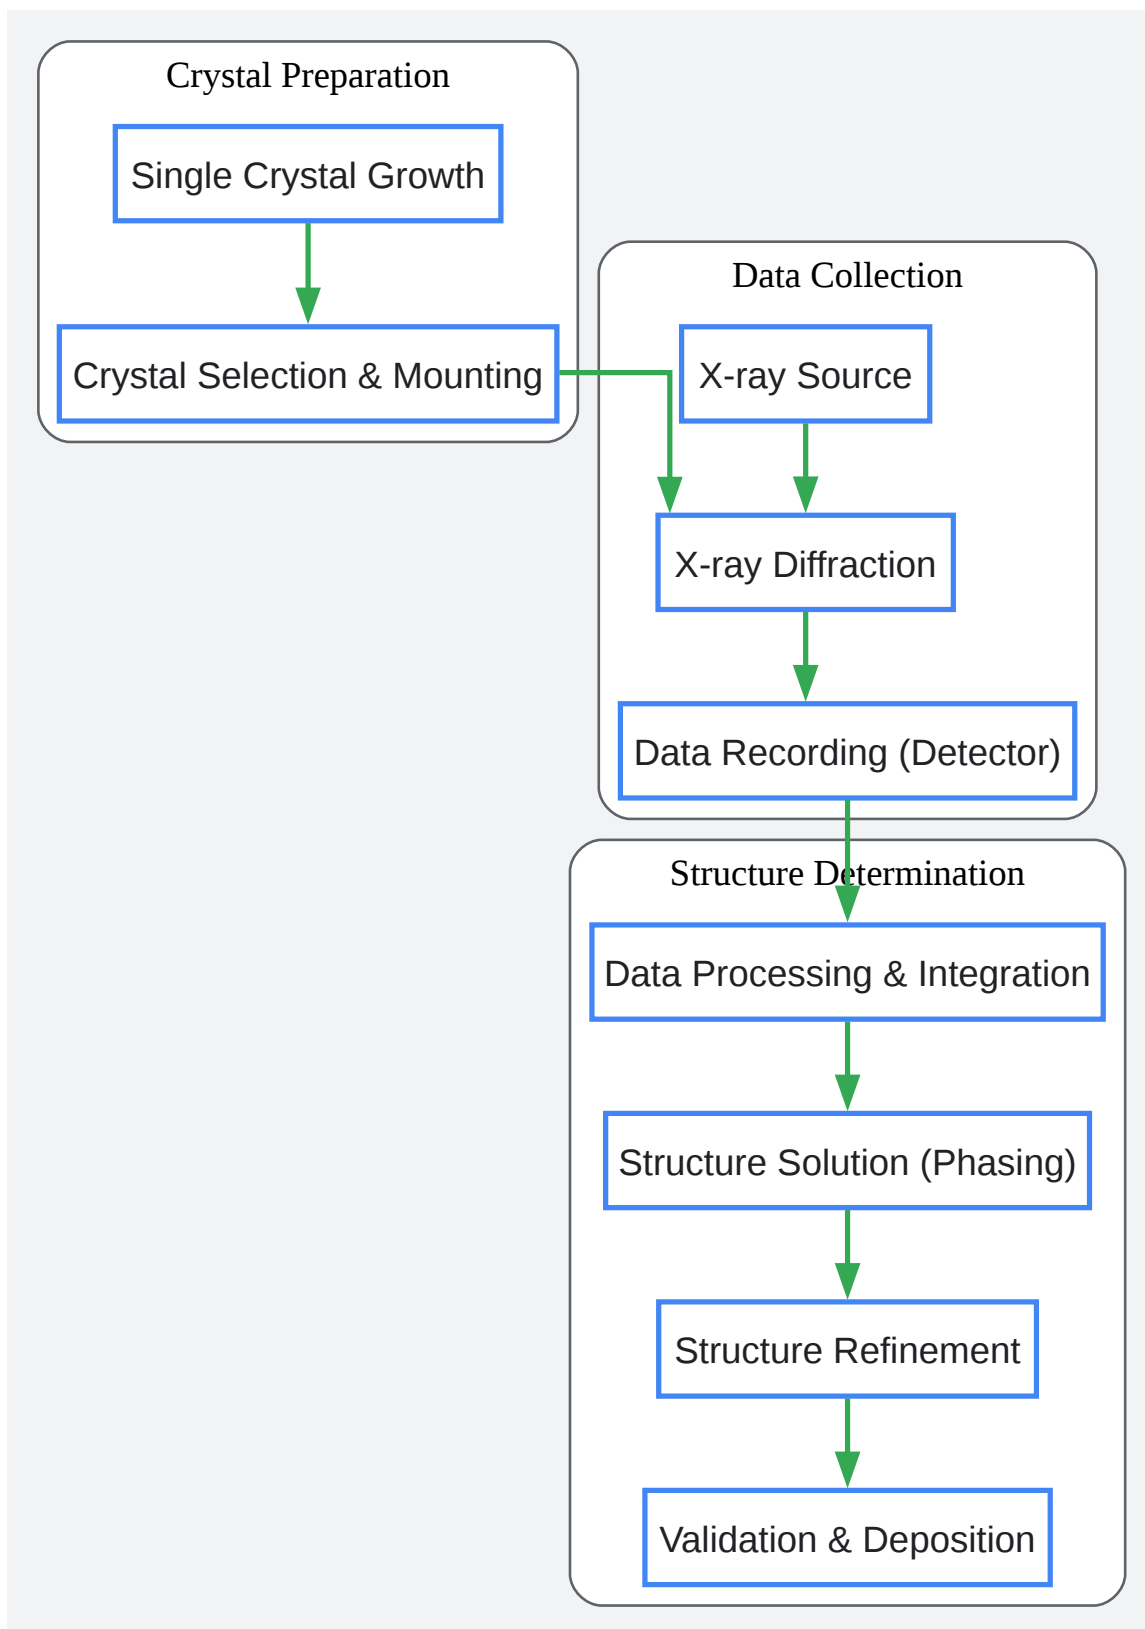 Crystal Preparation
Single Crystal Growth
Crystal Selection & Mounting
Data Collection
X-ray Source
X-ray Diffraction
Data Recording (Detector)
Structure Determination
Data Processing & Integration
Structure Solution (Phasing)
Structure Refinement
Validation & Deposition